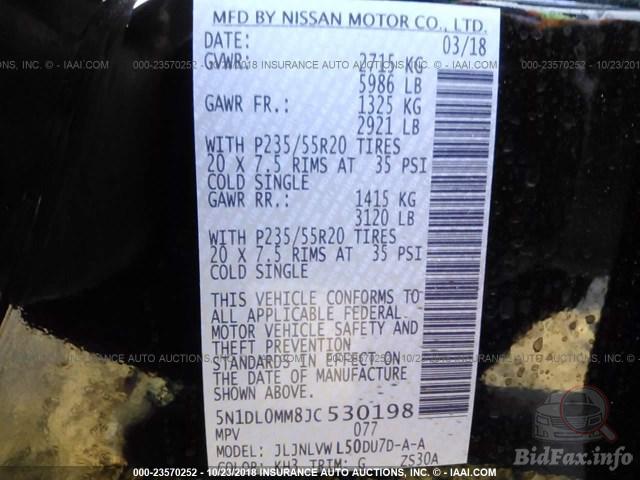 MFD BY NISSAN MOTOR CO., LTD.
DATE: 03/18
GVWR: 2715 KG
5986 LB
GAWR FR.: 1325 KG
2921 LB
WITH P235/55R20 TIRES
20 X 7.5 RIMS AT 35 PSI
COLD SINGLE
GAWR RR.: 1415 KG
3120 LB
WITH P235/55R20 TIRES
20 X 7.5 RIMS AT 35 PSI
COLD SINGLE
THIS VEHICLE CONFORMS TO
ALL APPLICABLE FEDERAL
MOTOR VEHICLE SAFETY AND
THEFT PREVENTION
STANDARDS IN EFFECT ON
THE DATE OF MANUFACTURE
SHOWN ABOVE.
5N1DL0MM8JC530198
MPV 077
MODEL: JLJNLVWL50DU7D-A-A
COLOR: KH3 TRIM: G ZS30A
000-23570252 - 10/23/2018 INSURANCE AUTO AUCTIONS, INC. - IAAI.COM
BidFax.info